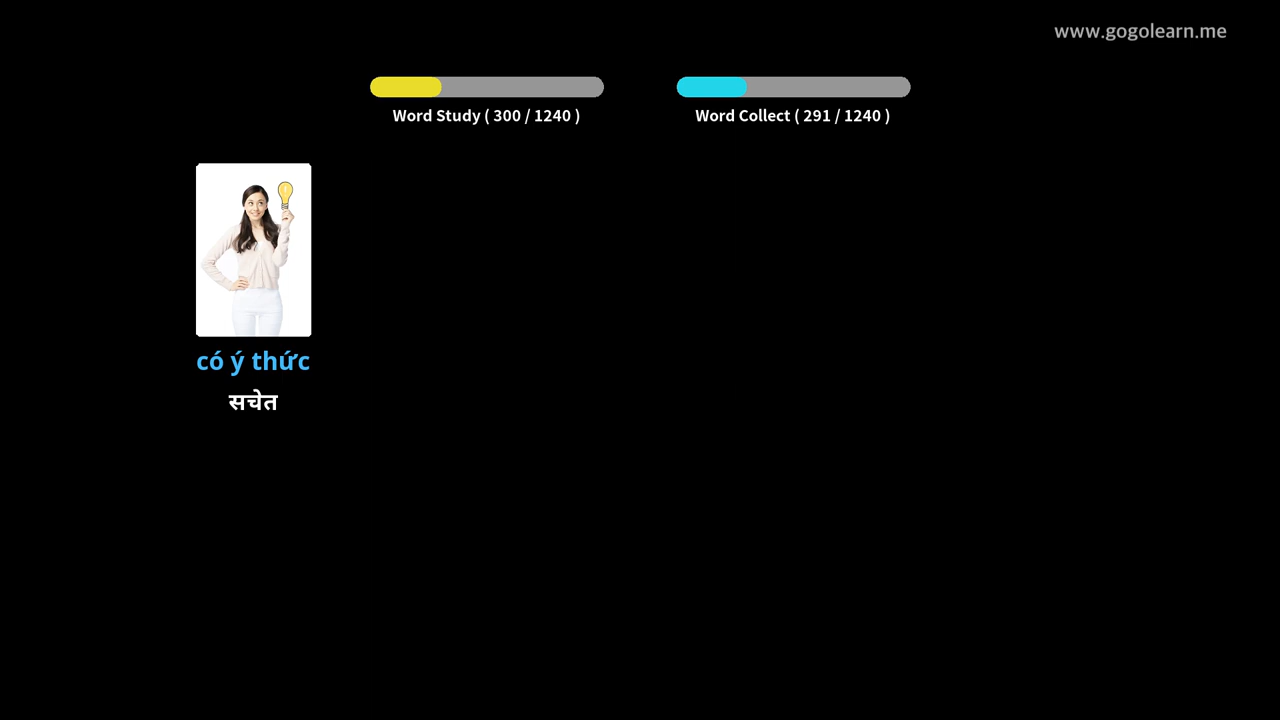 www.gogolearn.me
Word Study ( 300 / 1240 )
Word Collect ( 291 / 1240 )
có ý thức
सचेत